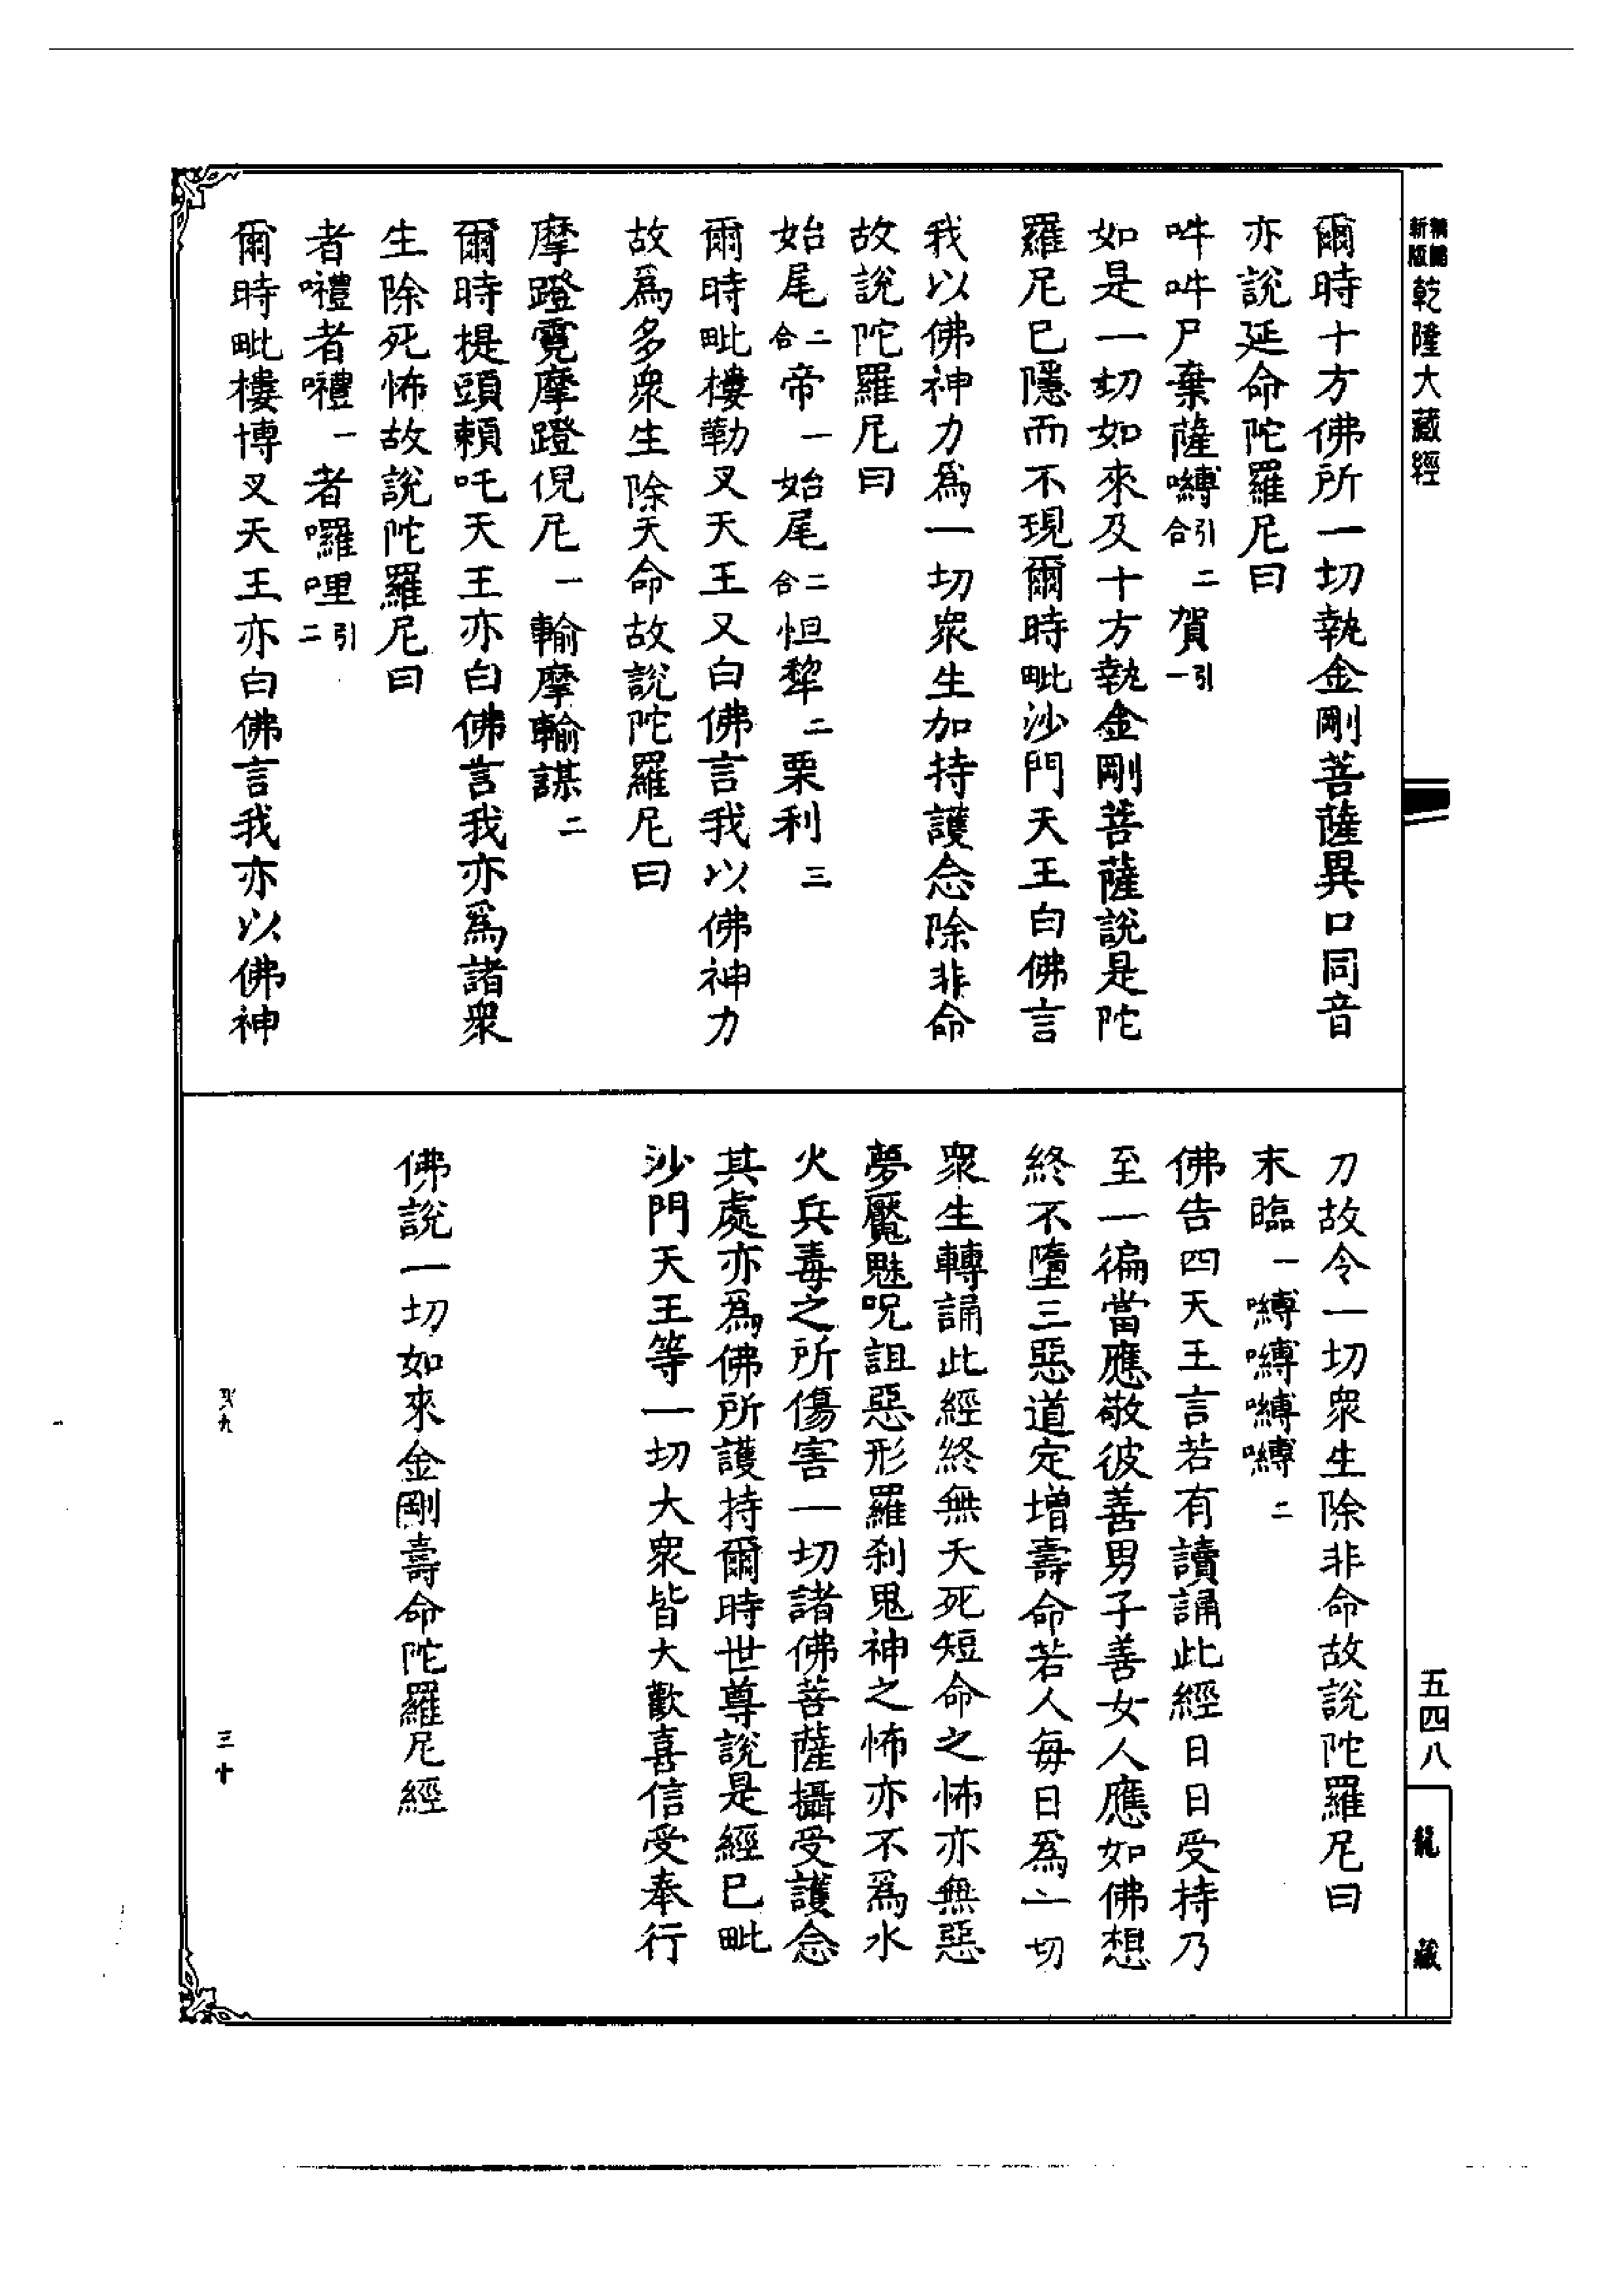 乾隆大藏經
爾時十方佛所一切執金剛菩薩異口同音
亦說延命陀羅尼曰
吽吽尸棄薩嚩引二合賀引一
如是一切如來及十方執金剛菩薩說是陀
羅尼已隱而不現爾時毗沙門天王白佛言
我以佛神力爲一切衆生加持護念除非命
故說陀羅尼曰
始尾二合帝一始尾二合怛犂二栗利三
爾時毗樓勒叉天王又白佛言我以佛神力
故爲多衆生除夭命故說陀羅尼曰
摩蹬霓摩蹬倪尼一輸摩輸謀二
爾時提頭賴吒天王亦白佛言我亦爲諸衆
生除死怖故說陀羅尼曰
者𡃤者𡃤一者囉哩引二
爾時毗樓博叉天王亦白佛言我亦以佛神
力故令一切衆生除非命故說陀羅尼曰
末臨一嚩嚩嚩嚩二
佛告四天王言若有讀誦此經日日受持乃
至一徧當應敬彼善男子善女人應如佛想
終不墮三惡道定增壽命若人每日爲一切
衆生轉誦此經終無夭死短命之怖亦無惡
夢魘魅呪詛惡形羅刹鬼神之怖亦不爲水
火兵毒之所傷害一切諸佛菩薩攝受護念
其處亦爲佛所護持爾時世尊說是經已毗
沙門天王等一切大衆皆大歡喜信受奉行
佛說一切如來金剛壽命陀羅尼經
三十
五四八
龍藏